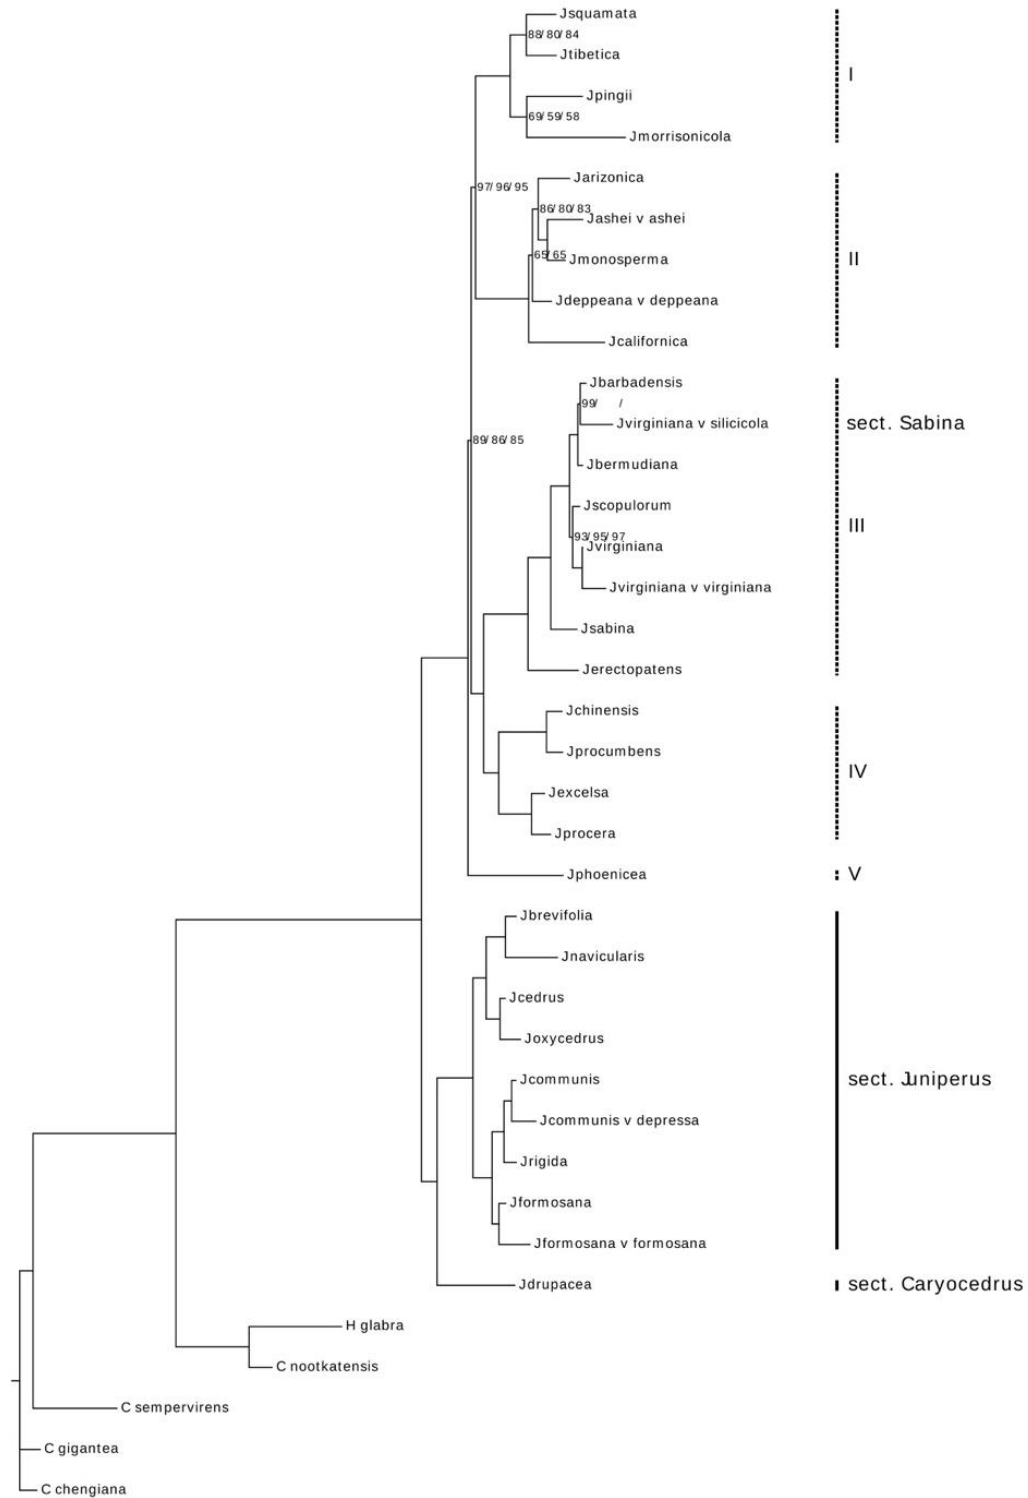 Jsquamata
88/ 80/ 84
Jtibetica
I
Jpingii
69/ 59/ 58
Jmorrisonicola
Jarizonica
97/ 96/ 95
86/ 80/ 83
Jashei v ashei
65/ 65
Jmonosperma
II
Jdeppeana v deppeana
Jcalifornica
Jbarbadensis
99/ /
Jvirginiana v silicicola
sect. Sabina
89/ 86/ 85
Jbermudiana
Jscopulorum
III
93/ 95/ 97
Jvirginiana
Jvirginiana v virginiana
Jsabina
Jerectopatens
Jchinensis
Jprocumbens
IV
Jexcelsa
Jprocera
Jphoenicea
V
Jbrevifolia
Jnavicularis
Jcedrus
Joxycedrus
Jcommunis
sect. Juniperus
Jcommunis v depressa
Jrigida
Jformosana
Jformosana v formosana
Jdrupacea
sect. Caryocedrus
H glabra
C nootkatensis
C sempervirens
C gigantea
C chengiana